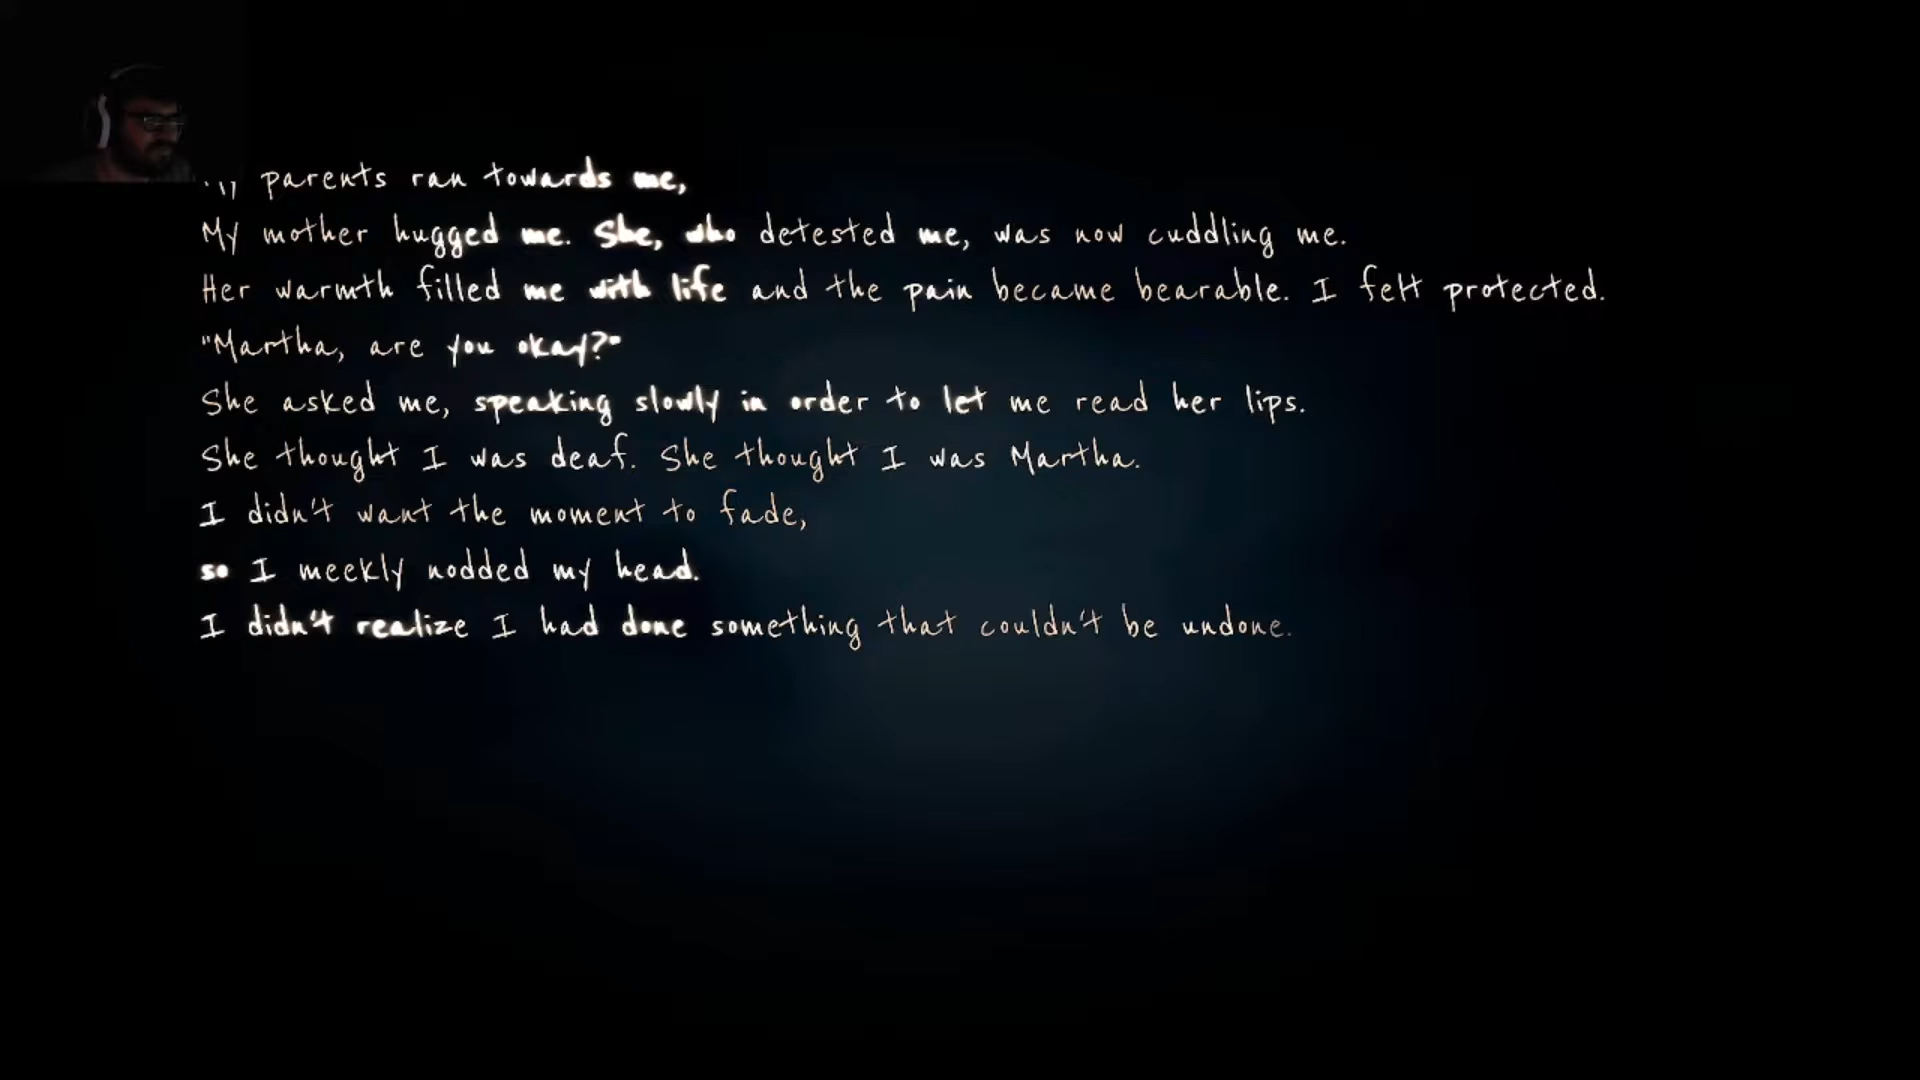 parents ran towards me,
My mother hugged me. She, who detested me, was now cuddling me.
Her warmth filled me with life and the pain became bearable. I felt protected.
"Martha, are you okay?"
She asked me, speaking slowly in order to let me read her lips.
She thought I was deaf. She thought I was Martha.
I didn't want the moment to fade,
so I meekly nodded my head.
I didn't realize I had done something that couldn't be undone.